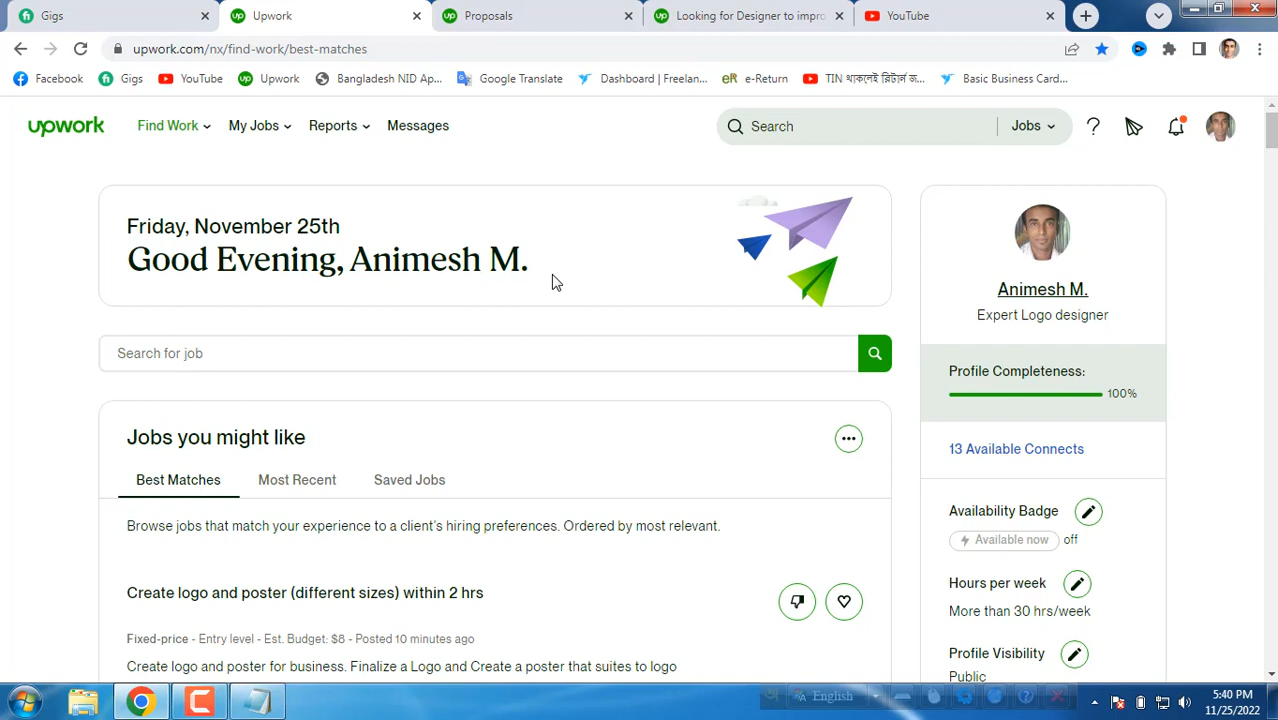 Gigs
Upwork
Proposals
Looking for Designer to impro
YouTube
upwork.com/nx/find-work/best-matches
Facebook
Gigs
YouTube
Upwork
Bangladesh NID Ap...
Google Translate
Dashboard | Freelan...
e-Return
TIN থাকলেই রিটার্ন জ...
Basic Business Card...
upwork
Find Work
My Jobs
Reports
Messages
Search
Jobs
Friday, November 25th
Good Evening, Animesh M.
Search for job
Jobs you might like
Best Matches
Most Recent
Saved Jobs
Browse jobs that match your experience to a client's hiring preferences. Ordered by most relevant.
Create logo and poster (different sizes) within 2 hrs
Fixed-price - Entry level - Est. Budget: $8 - Posted 10 minutes ago
Create logo and poster for business. Finalize a Logo and Create a poster that suites to logo
Animesh M.
Expert Logo designer
Profile Completeness:
100%
13 Available Connects
Availability Badge
Available now off
Hours per week
More than 30 hrs/week
Profile Visibility
Public
English
5:40 PM
11/25/2022